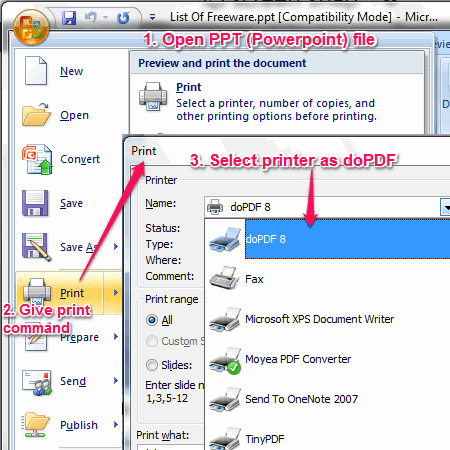 List Of Freeware.ppt [Compatibility Mode] - Micr...
1. Open PPT (Powerpoint) file
New
Open
Convert
Save
Save As
Print
Prepare
Send
Publish
2. Give print
command
Preview and print the document
Print
Select a printer, number of copies, and
other printing options before printing.
Print
3. Select printer as doPDF
Printer
Name:
doPDF 8
Status:
Type:
Where:
Comment:
doPDF 8
Fax
Microsoft XPS Document Writer
Moyea PDF Converter
Send To OneNote 2007
TinyPDF
Print range
All
Custom S
Slides:
Enter slide n
1,3,5-12
Print what: